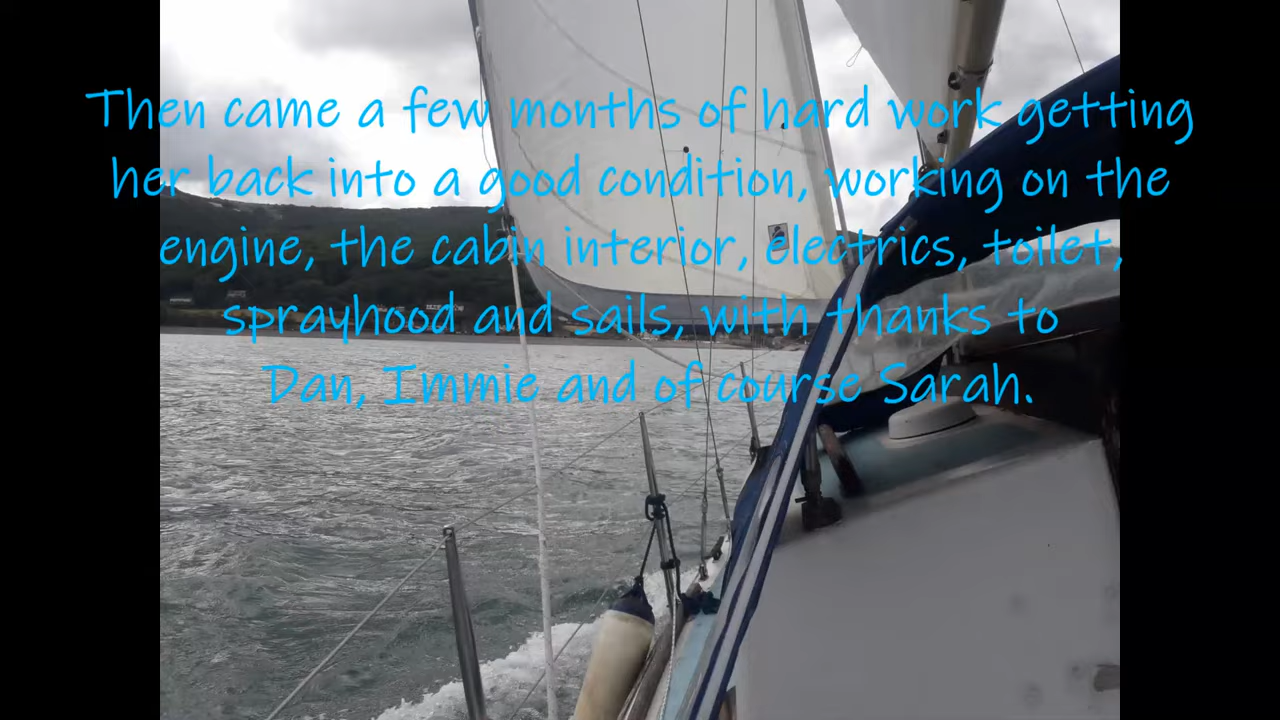 Then came a few months of hard work getting
her back into a good condition, working on the
engine, the cabin interior, electrics, toilet,
sprayhood and sails, with thanks to
Dan, Immie and of course Sarah.